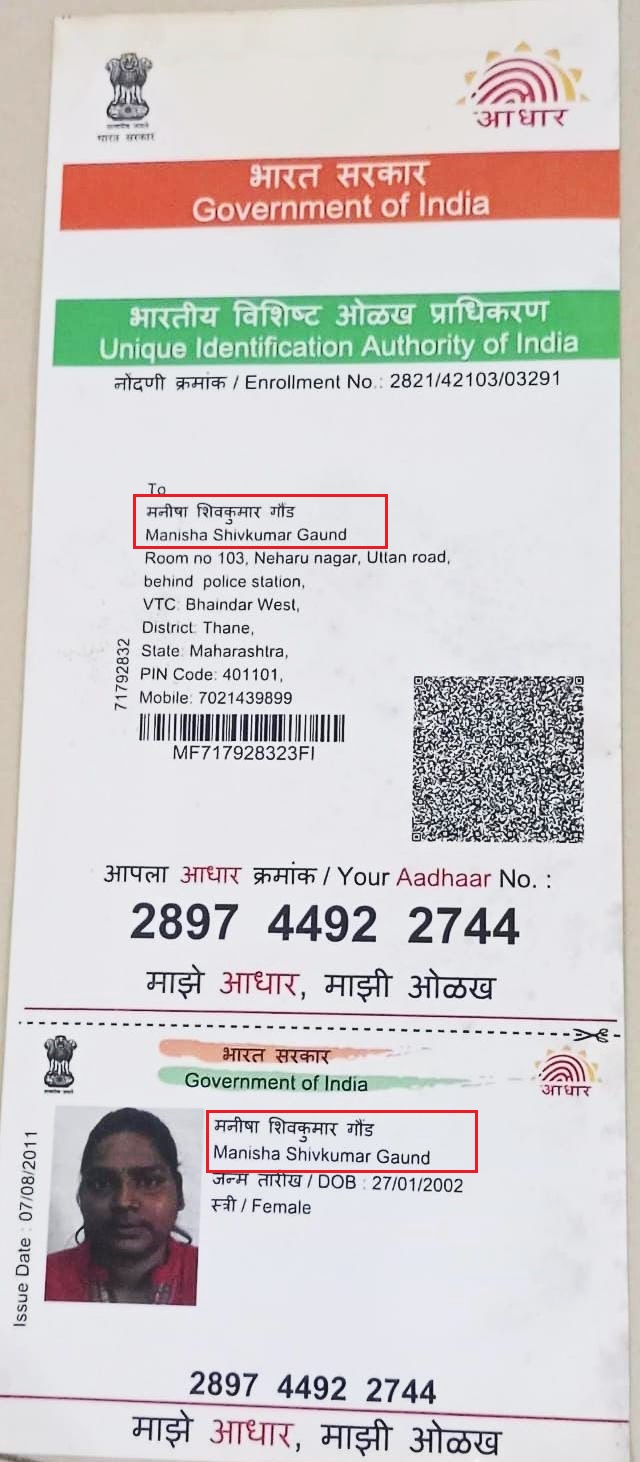 भारत सरकार
आधार
भारत सरकार
Government of India
भारतीय विशिष्ट ओळख प्राधिकरण
Unique Identification Authority of India
नोंदणी क्रमांक / Enrollment No.: 2821/42103/03291
To
मनीषा शिवकुमार गौंड
Manisha Shivkumar Gaund
Room no 103, Neharu nagar, Uttan road,
behind police station,
VTC: Bhaindar West,
District: Thane,
State: Maharashtra,
PIN Code: 401101,
Mobile: 7021439899
71792832
MF717928323FI
आपला आधार क्रमांक / Your Aadhaar No. :
2897 4492 2744
माझे आधार, माझी ओळख
भारत सरकार
Government of India
आधार
मनीषा शिवकुमार गौंड
Manisha Shivkumar Gaund
जन्म तारीख / DOB : 27/01/2002
स्त्री / Female
Issue Date : 07/08/2011
2897 4492 2744
माझे आधार, माझी ओळख